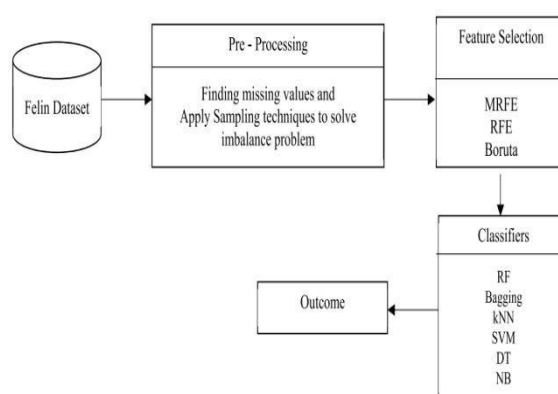 Felin Dataset
Pre - Processing
Finding missing values and
Apply Sampling techniques to solve
imbalance problem
Feature Selection
MRFE
RFE
Boruta
Classifiers
RF
Bagging
kNN
SVM
DT
NB
Outcome